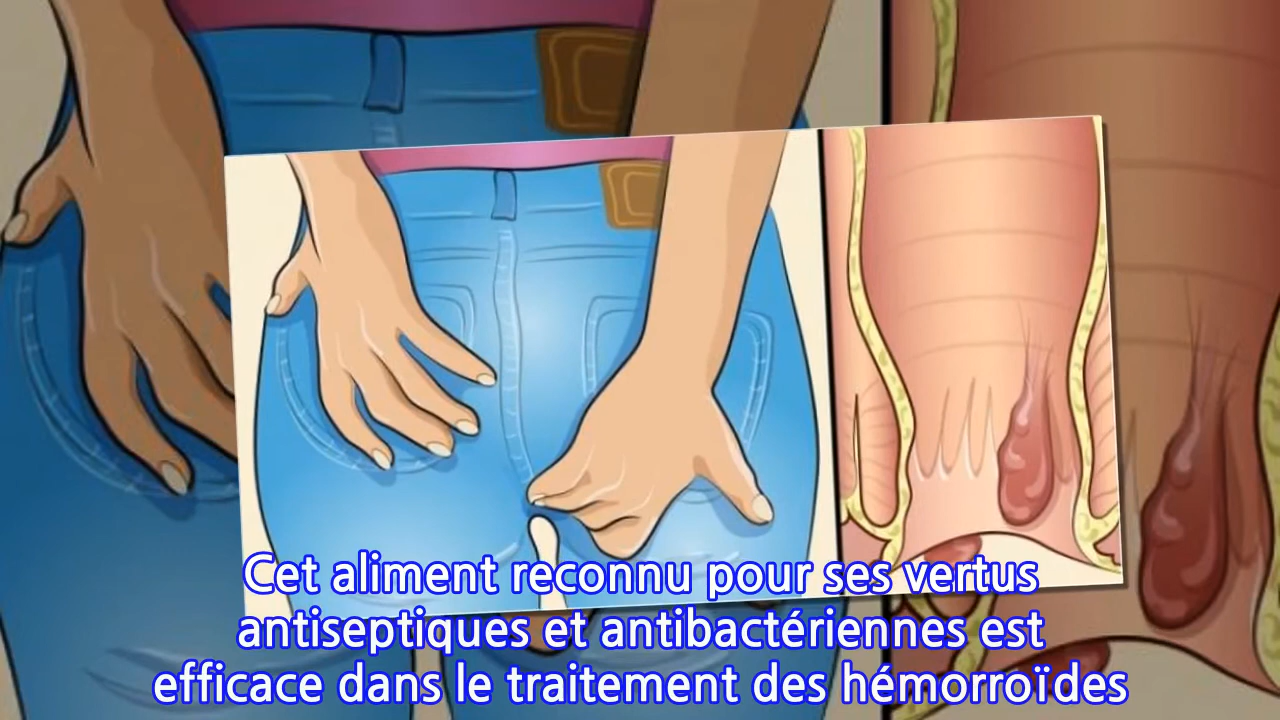 Cet aliment reconnu pour ses vertus
antiseptiques et antibactériennes est
efficace dans le traitement des hémorroïdes